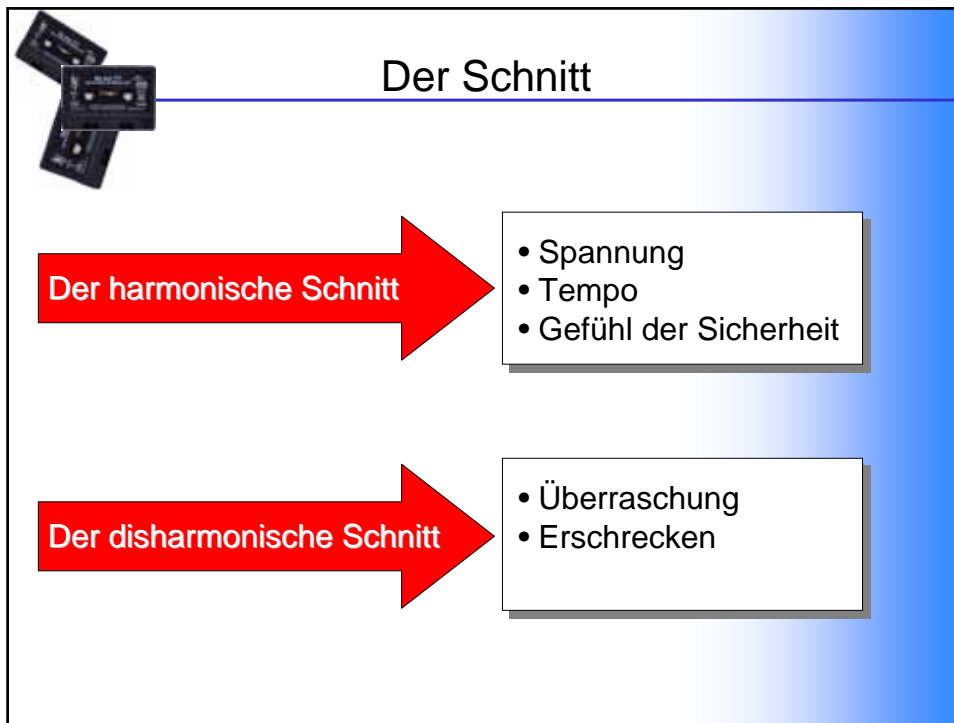 Der Schnitt
Der harmonische Schnitt
• Spannung
• Tempo
• Gefühl der Sicherheit
Der disharmonische Schnitt
• Überraschung
• Erschrecken